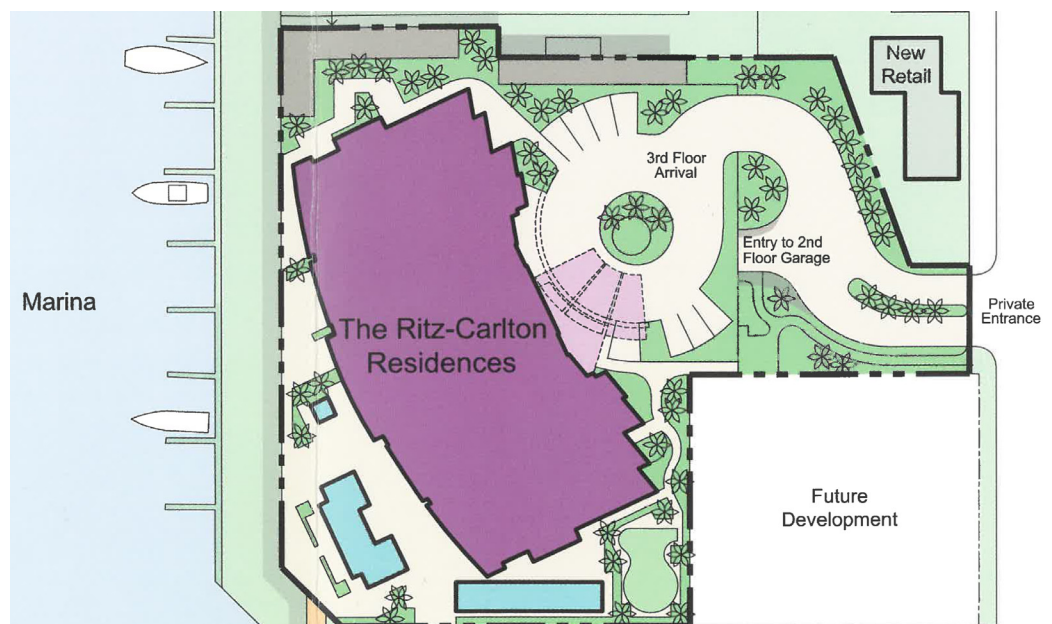 New
Retail
3rd Floor
Arrival
Entry to 2nd
Floor Garage
Marina
Private
Entrance
The Ritz-Carlton
Residences
Future
Development